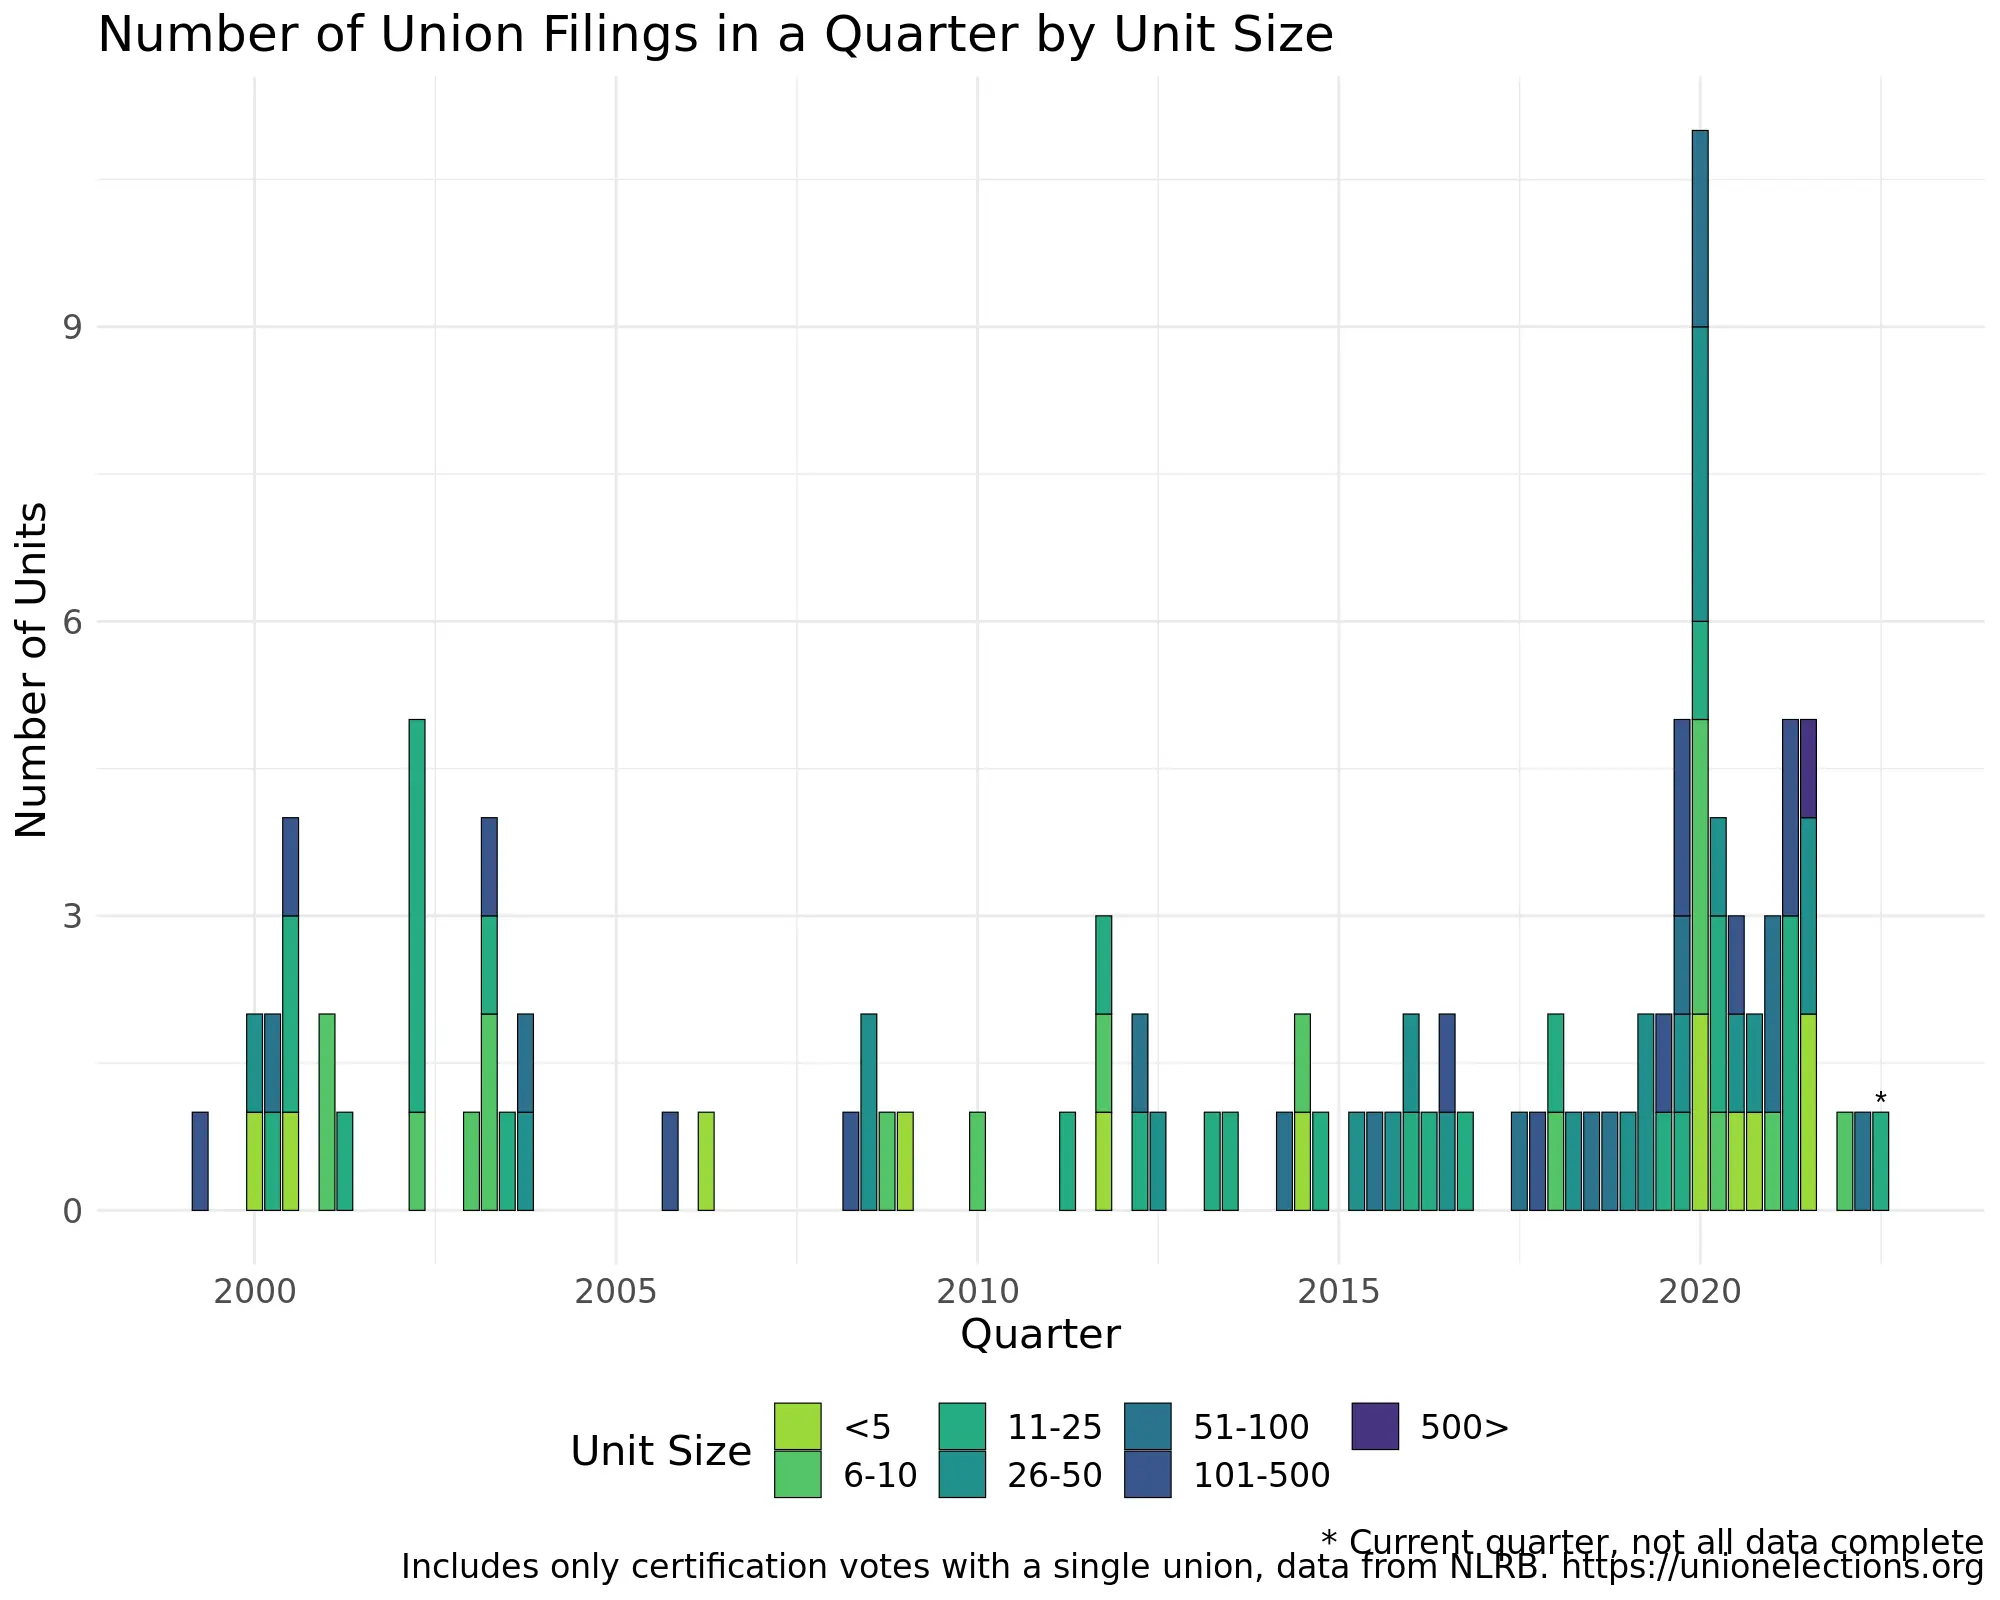 Number of Union Filings in a Quarter by Unit Size
Number of Units
9
6
3
0
*
2000 2005 2010 2015 2020
Quarter
Unit Size
<5 11-25 51-100 500>
6-10 26-50 101-500
* Current quarter, not all data complete
Includes only certification votes with a single union, data from NLRB. https://unionelections.org